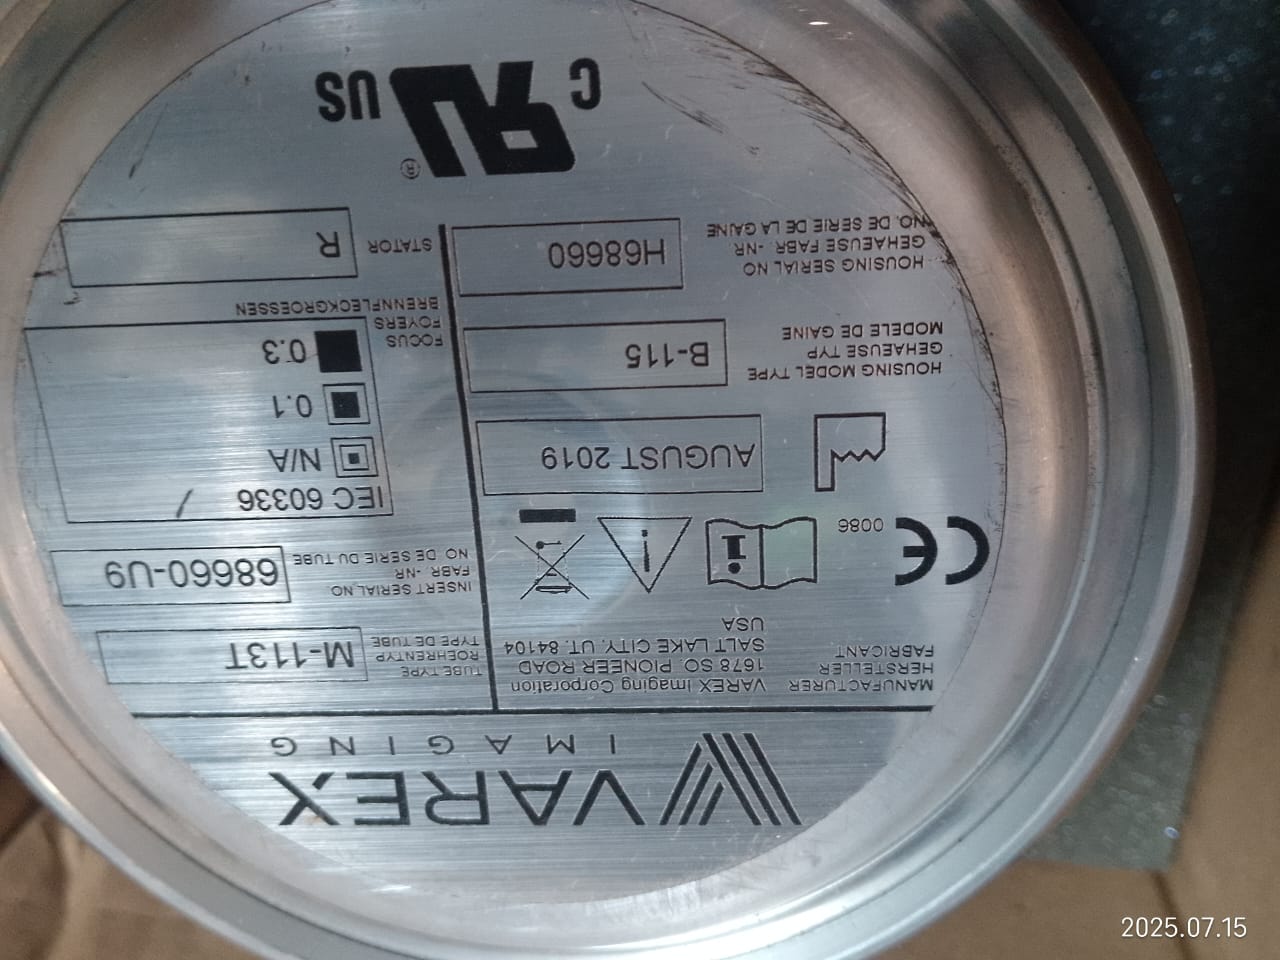 VAREX
IMAGING
MANUFACTURER
HERSTELLER
FABRICANT
VAREX Imaging Corporation
1678 SO. PIONEER ROAD
SALT LAKE CITY, UT. 84104
USA
TUBE TYPE
ROEHRENTYP
TYPE DE TUBE
M-113T
CE 0086
INSERT SERIAL NO
FABR. -NR
NO. DE SERIE DU TUBE
68660-U9
AUGUST 2019
IEC 60336
N/A
0.1
0.3
FOCUS
FOYERS
BRENNFLECKGROESSEN
HOUSING MODEL TYPE
GEHAEUSE TYP
MODELE DE GAINE
B-115
HOUSING SERIAL NO
GEHAEUSE FABR. -NR
NO. DE SERIE DE LA GAINE
H68660
STATOR
R
C RU US ®
2025.07.15